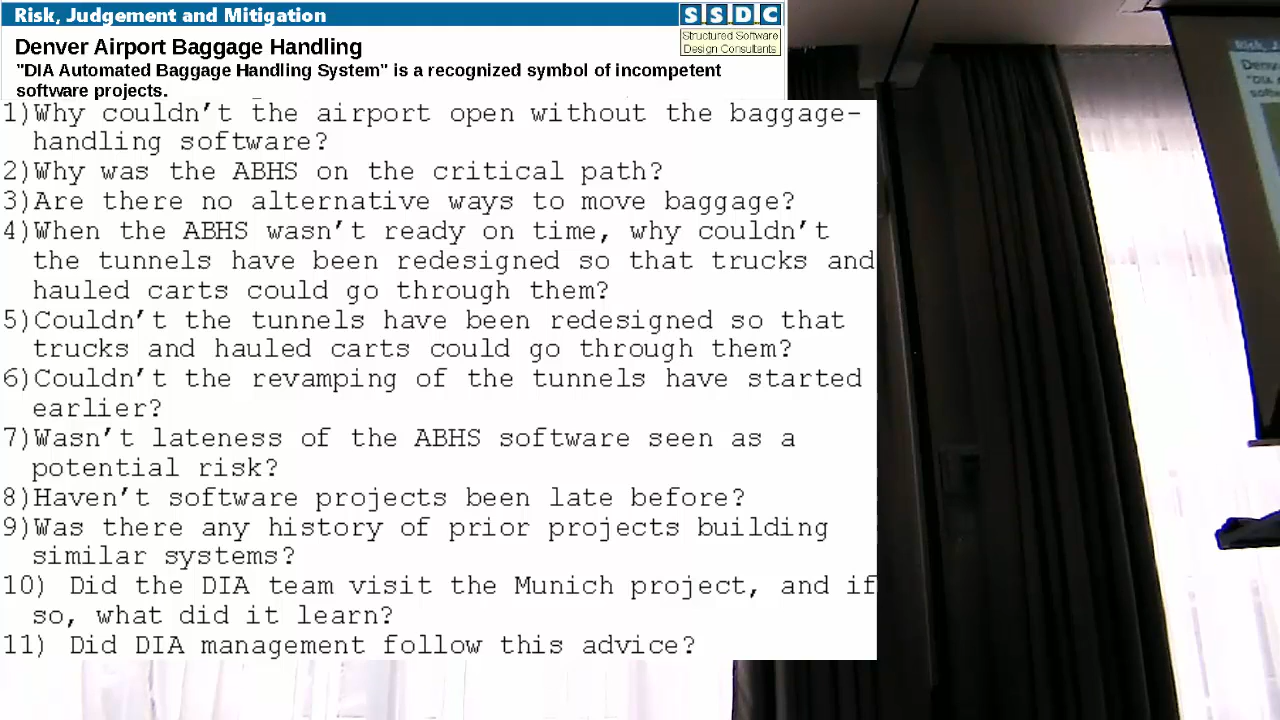 Risk, Judgement and Mitigation
S S D C
Structured Software
Design Consultants
Denver Airport Baggage Handling
"DIA Automated Baggage Handling System" is a recognized symbol of incompetent
software projects.
1)Why couldn't the airport open without the baggage-
handling software?
2)Why was the ABHS on the critical path?
3)Are there no alternative ways to move baggage?
4)When the ABHS wasn't ready on time, why couldn't
the tunnels have been redesigned so that trucks and
hauled carts could go through them?
5)Couldn't the tunnels have been redesigned so that
trucks and hauled carts could go through them?
6)Couldn't the revamping of the tunnels have started
earlier?
7)Wasn't lateness of the ABHS software seen as a
potential risk?
8)Haven't software projects been late before?
9)Was there any history of prior projects building
similar systems?
10) Did the DIA team visit the Munich project, and if
so, what did it learn?
11) Did DIA management follow this advice?